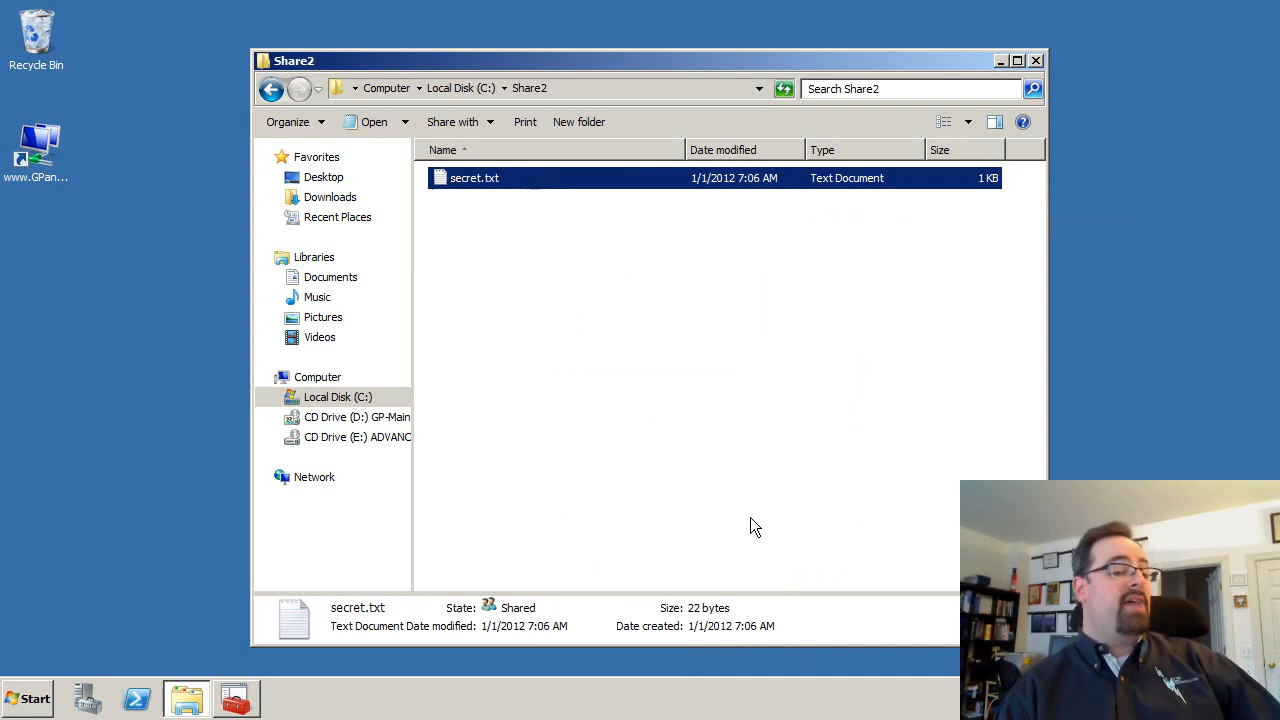 Recycle Bin
www.GPan...
Share2
Computer Local Disk (C:) Share2
Search Share2
Organize Open Share with Print New folder
Name Date modified Type Size
secret.txt 1/1/2012 7:06 AM Text Document 1 KB
Favorites
Desktop
Downloads
Recent Places
Libraries
Documents
Music
Pictures
Videos
Computer
Local Disk (C:)
CD Drive (D:) GP-Main
CD Drive (E:) ADVANC
Network
secret.txt State: Shared Size: 22 bytes
Text Document Date modified: 1/1/2012 7:06 AM Date created: 1/1/2012 7:06 AM
Start